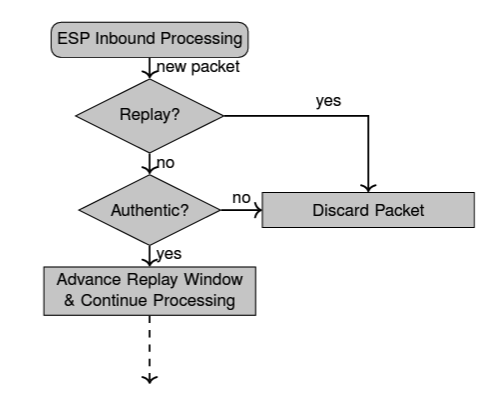 ESP Inbound Processing
new packet
Replay?
yes
no
Authentic?
no
Discard Packet
yes
Advance Replay Window
& Continue Processing